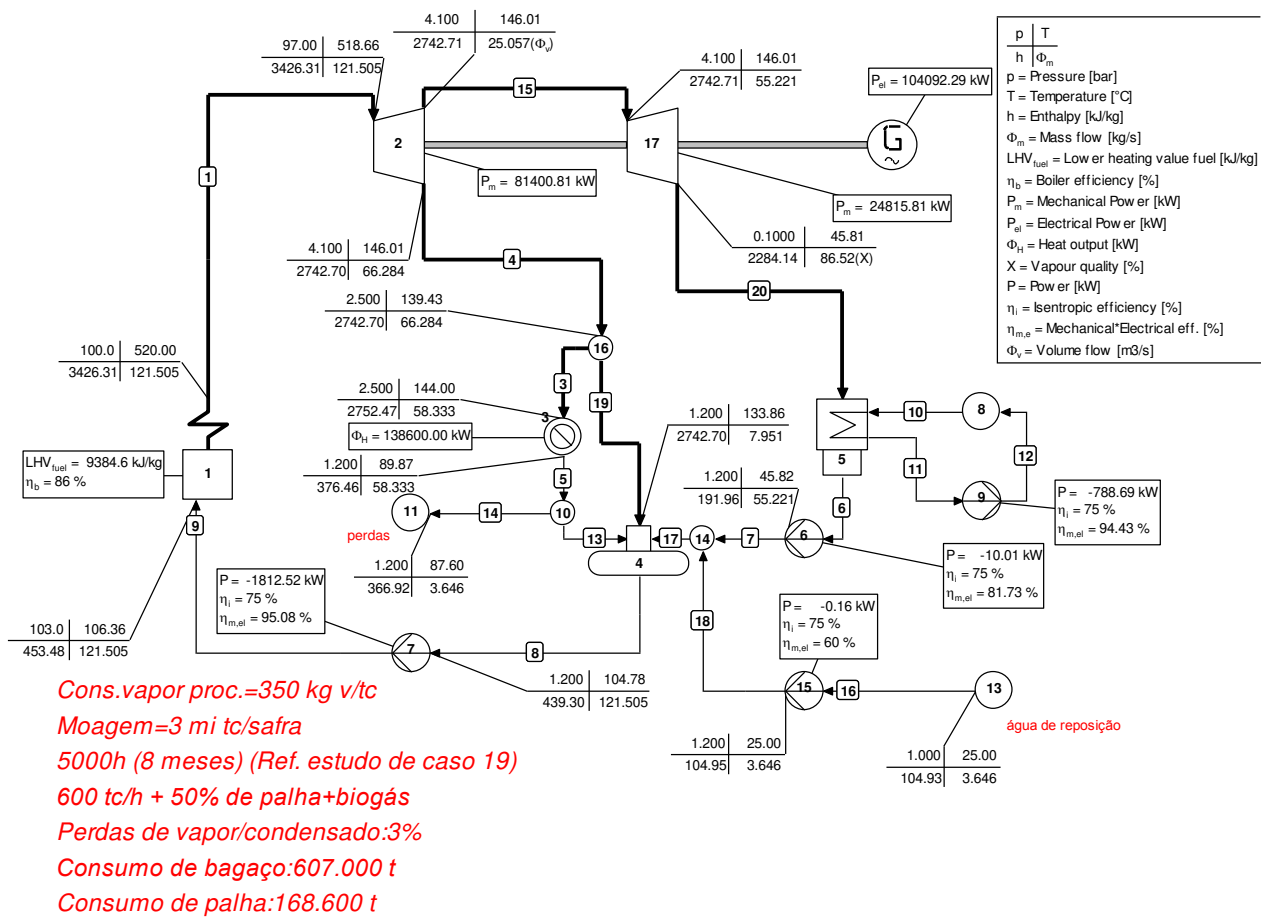 4.100 146.01
2742.71 25.057(Φv)
97.00 518.66
3426.31 121.505
4.100 146.01
2742.71 55.221
Pel = 104092.29 kW
p T
h Φm
p = Pressure [bar]
T = Temperature [°C]
h = Enthalpy [kJ/kg]
Φm = Mass flow [kg/s]
LHVfuel = Lower heating value fuel [kJ/kg]
ηb = Boiler efficiency [%]
Pm = Mechanical Power [kW]
Pel = Electrical Power [kW]
ΦH = Heat output [kW]
X = Vapour quality [%]
P = Power [kW]
ηi = Isentropic efficiency [%]
ηm,e = Mechanical*Electrical eff. [%]
Φv = Volume flow [m3/s]
15
2
17
G
~
1
Pm = 81400.81 kW
Pm = 24815.81 kW
4.100 146.01
2742.70 66.284
4
0.1000 45.81
2284.14 86.52(X)
20
2.500 139.43
2742.70 66.284
16
100.0 520.00
3426.31 121.505
3
19
2.500 144.00
2752.47 58.333
3
ΦH = 138600.00 kW
1.200 133.86
2742.70 7.951
10
8
5
11
12
LHVfuel = 9384.6 kJ/kg
ηb = 86 %
1
1.200 89.87
376.46 58.333
5
1.200 45.82
191.96 55.221
6
9
P = -788.69 kW
ηi = 75 %
ηm,el = 94.43 %
9
11
14
10
perdas
13
17
14
7
6
4
1.200 87.60
366.92 3.646
P = -10.01 kW
ηi = 75 %
ηm,el = 81.73 %
P = -1812.52 kW
ηi = 75 %
ηm,el = 95.08 %
18
P = -0.16 kW
ηi = 75 %
ηm,el = 60 %
103.0 106.36
453.48 121.505
7
8
1.200 104.78
439.30 121.505
15
16
13
água de reposição
1.200 25.00
104.95 3.646
1.000 25.00
104.93 3.646
Cons.vapor proc.=350 kg v/tc
Moagem=3 mi tc/safra
5000h (8 meses) (Ref. estudo de caso 19)
600 tc/h + 50% de palha+biogás
Perdas de vapor/condensado:3%
Consumo de bagaço:607.000 t
Consumo de palha:168.600 t